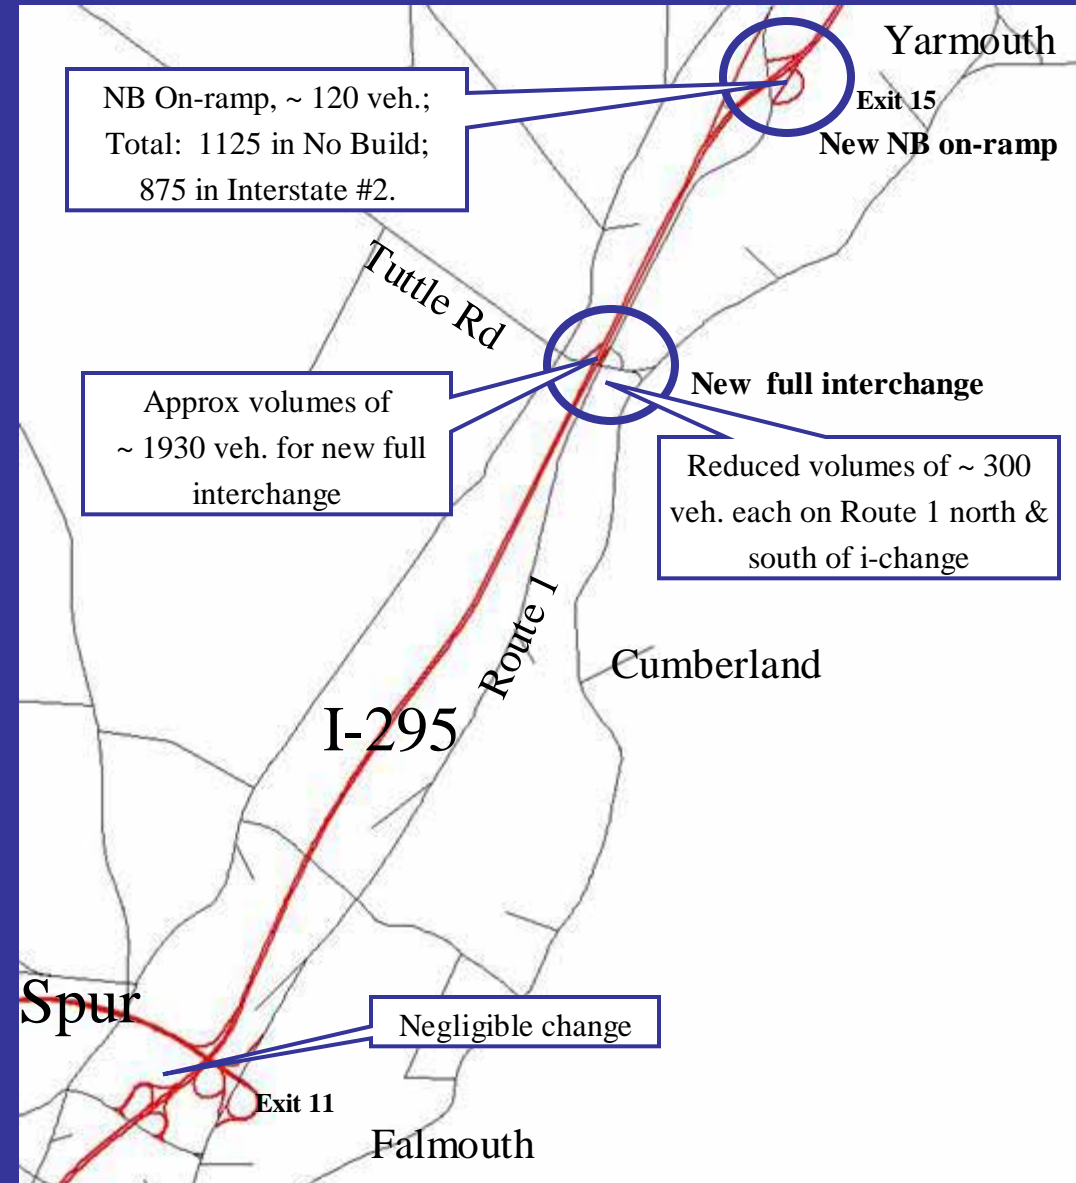 Yarmouth
NB On-ramp, ~ 120 veh.;
Total: 1125 in No Build;
875 in Interstate #2.
Exit 15
New NB on-ramp
Tuttle Rd
New full interchange
Approx volumes of
~ 1930 veh. for new full
interchange
Reduced volumes of ~ 300
veh. each on Route 1 north &
south of i-change
Route 1
Cumberland
I-295
Spur
Negligible change
Exit 11
Falmouth